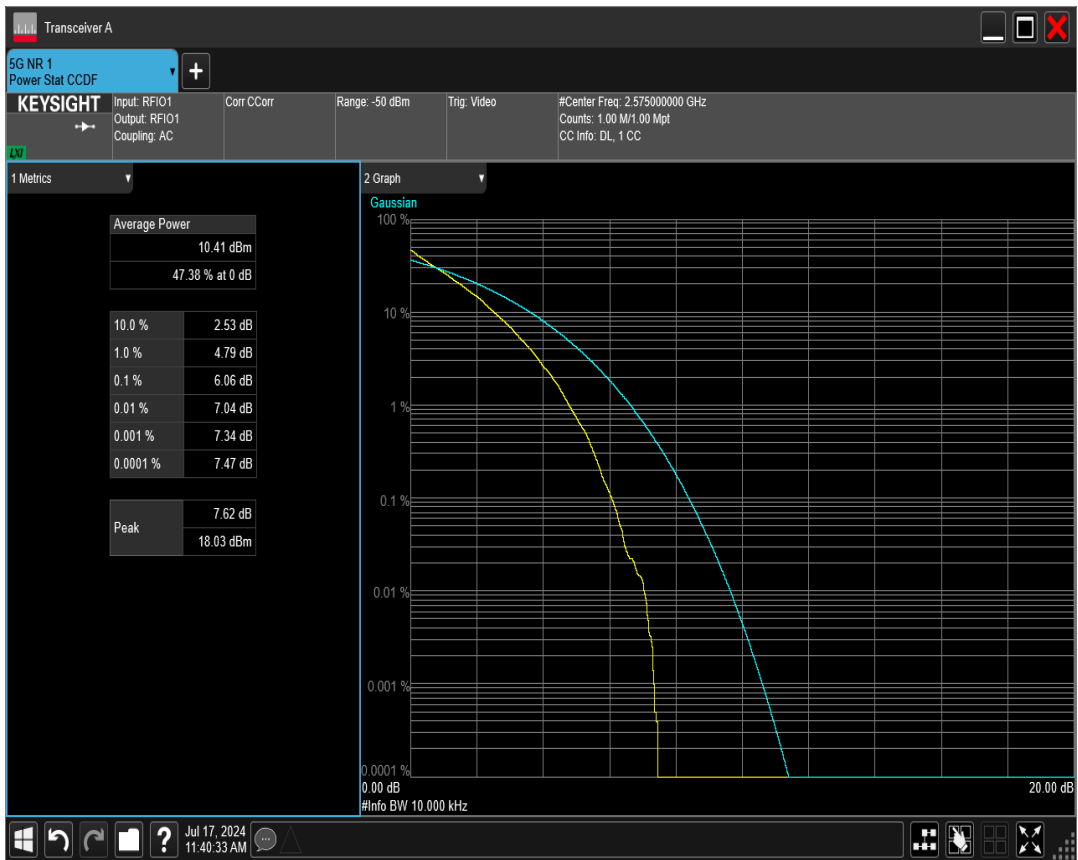 Transceiver A
5G NR 1
Power Stat CCDF
+
KEYSIGHT
LXI
Input: RFIO1
Output: RFIO1
Coupling: AC
Corr CCorr
Range: -50 dBm
Trig: Video
#Center Freq: 2.575000000 GHz
Counts: 1.00 M/1.00 Mpt
CC Info: DL, 1 CC
1 Metrics
Average Power
10.41 dBm
47.38 % at 0 dB
10.0 % 2.53 dB
1.0 % 4.79 dB
0.1 % 6.06 dB
0.01 % 7.04 dB
0.001 % 7.34 dB
0.0001 % 7.47 dB
Peak 7.62 dB
18.03 dBm
2 Graph
Gaussian
100 %
10 %
1 %
0.1 %
0.01 %
0.001 %
0.0001 %
0.00 dB 20.00 dB
#Info BW 10.000 kHz
?
Jul 17, 2024
11:40:33 AM